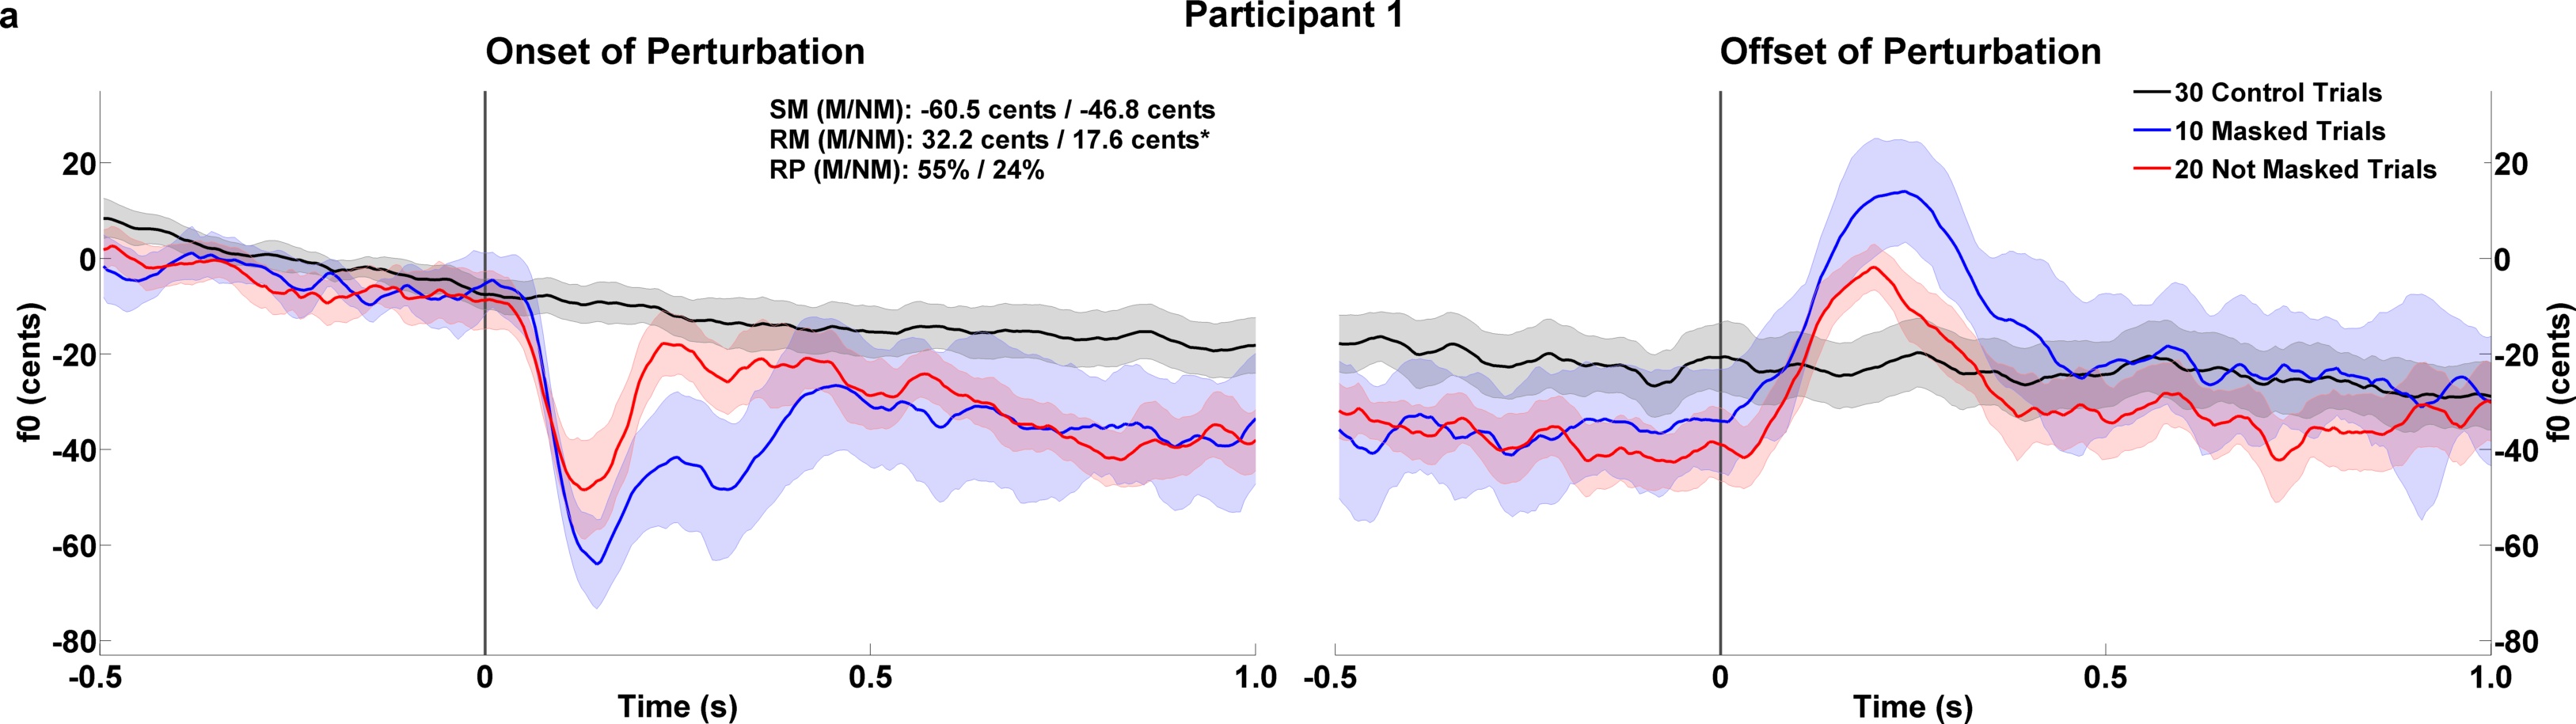 a
Participant 1
Onset of Perturbation
SM (M/NM): -60.5 cents / -46.8 cents
RM (M/NM): 32.2 cents / 17.6 cents*
RP (M/NM): 55% / 24%
f0 (cents)
20
0
-20
-40
-60
-80
-0.5
0
0.5
1.0
Time (s)
Offset of Perturbation
30 Control Trials
10 Masked Trials
20 Not Masked Trials
20
0
-20
-40
-60
-80
f0 (cents)
-0.5
0
0.5
1.0
Time (s)